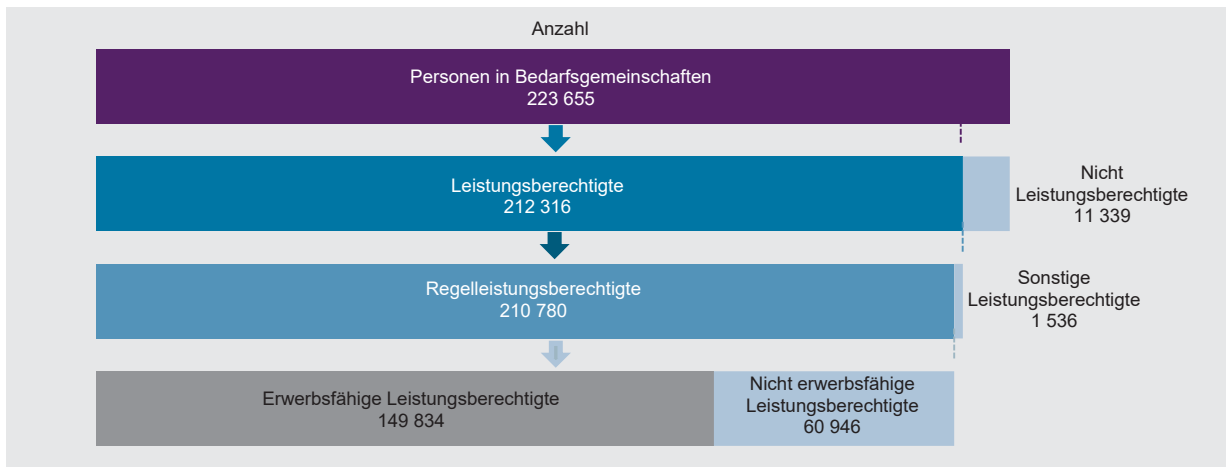 Anzahl
Personen in Bedarfsgemeinschaften
223 655
Leistungsberechtigte
212 316
Nicht
Leistungsberechtigte
11 339
Regelleistungsberechtigte
210 780
Sonstige
Leistungsberechtigte
1 536
Erwerbsfähige Leistungsberechtigte
149 834
Nicht erwerbsfähige
Leistungsberechtigte
60 946